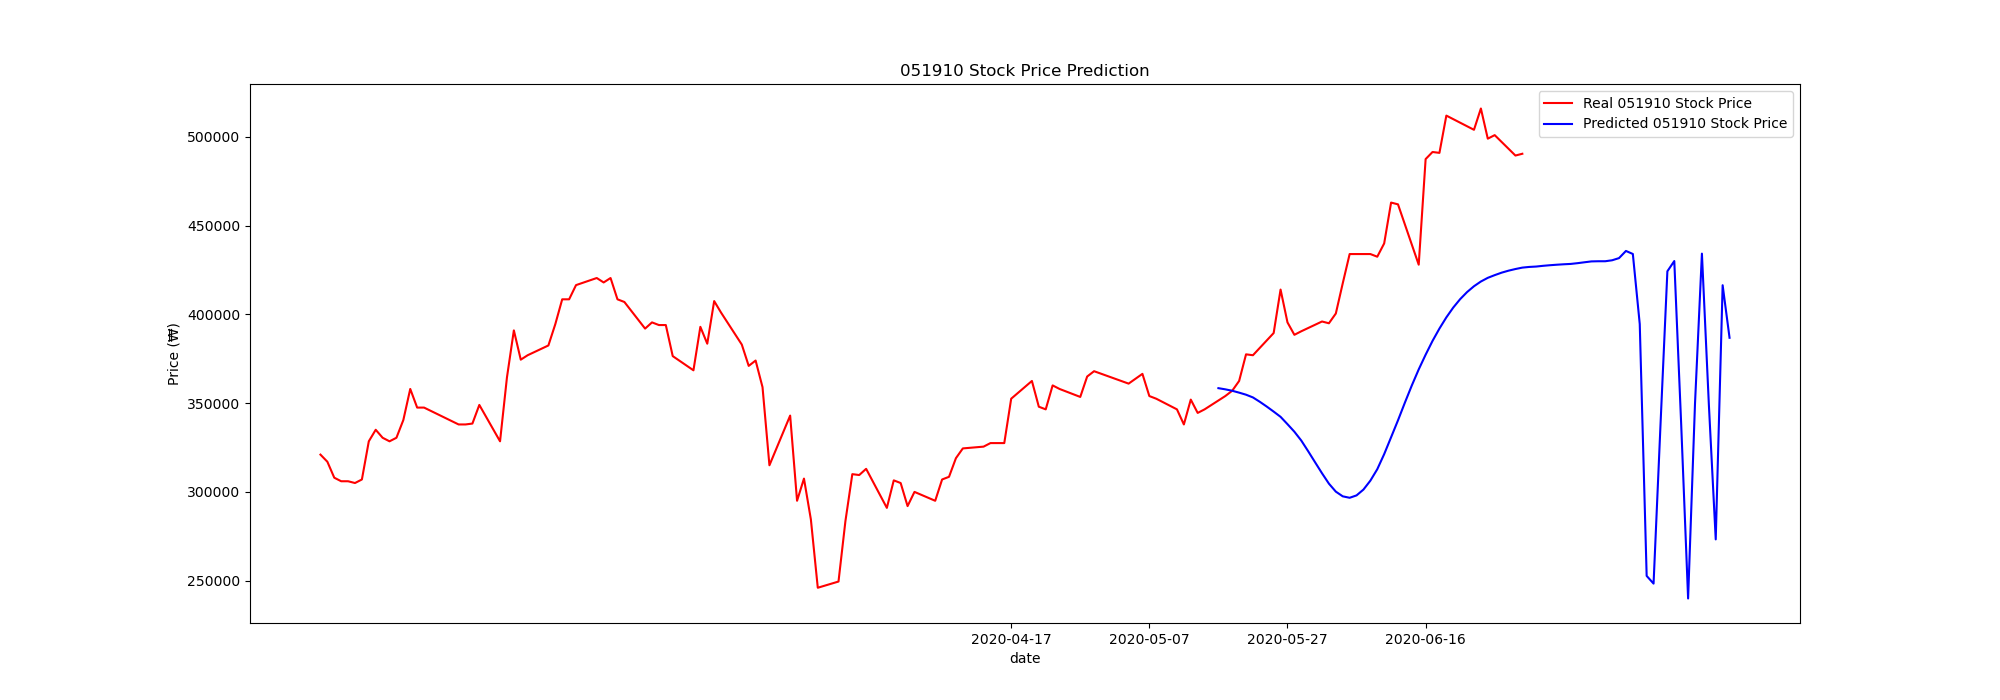 051910 Stock Price Prediction
Real 051910 Stock Price
Predicted 051910 Stock Price
500000
450000
400000
350000
300000
250000
Price (₩)
2020-04-17 2020-05-07 2020-05-27 2020-06-16
date